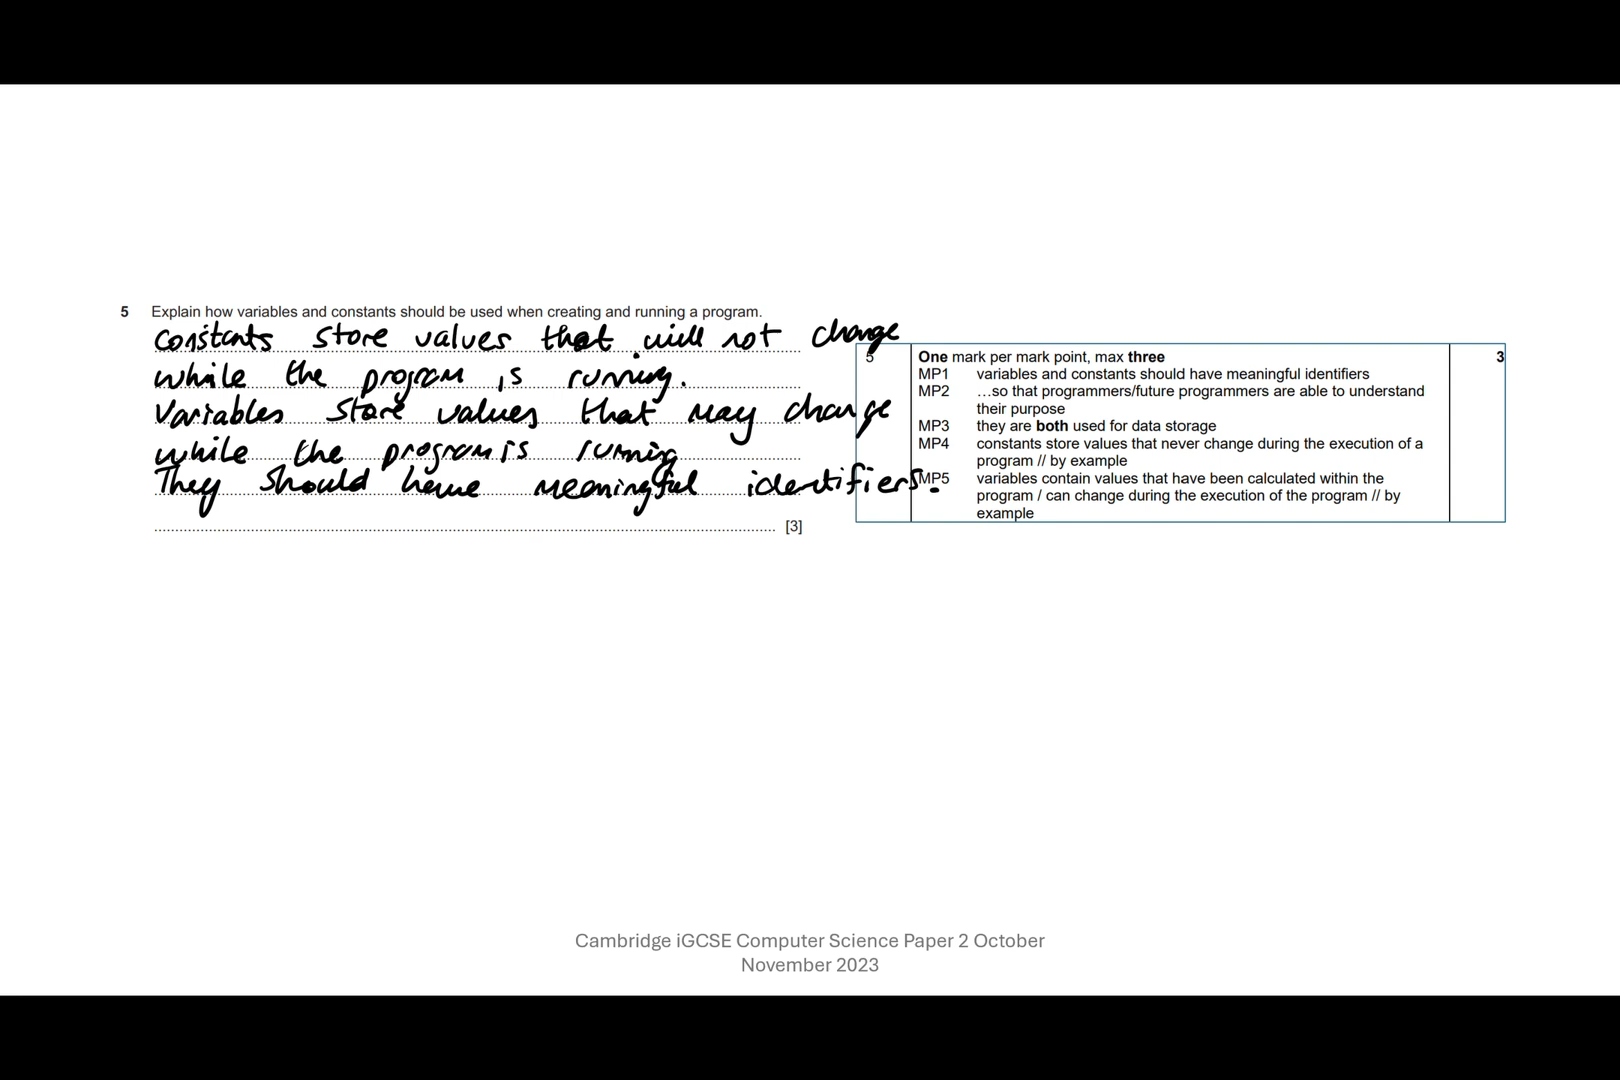 5 Explain how variables and constants should be used when creating and running a program.
constants store values that will not change
while the program is running.
Variables store values that may change
while the program is running
They should have meaningful identifiers.
[3]
5 One mark per mark point, max three 3
MP1 variables and constants should have meaningful identifiers
MP2 …so that programmers/future programmers are able to understand
their purpose
MP3 they are both used for data storage
MP4 constants store values that never change during the execution of a
program // by example
MP5 variables contain values that have been calculated within the
program / can change during the execution of the program // by
example
Cambridge iGCSE Computer Science Paper 2 October
November 2023